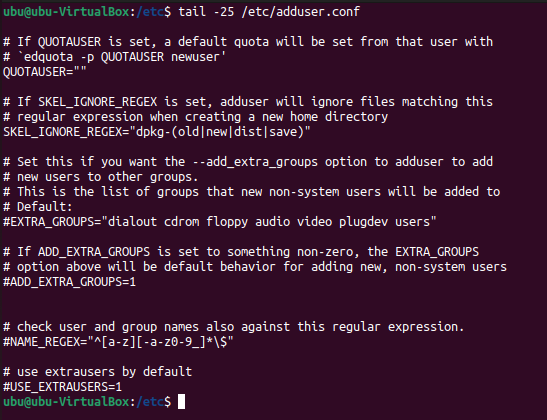 ubu@ubu-VirtualBox:/etc$ tail -25 /etc/adduser.conf

# If QUOTAUSER is set, a default quota will be set from that user with
# `edquota -p QUOTAUSER newuser'
QUOTAUSER=""

# If SKEL_IGNORE_REGEX is set, adduser will ignore files matching this
# regular expression when creating a new home directory
SKEL_IGNORE_REGEX="dpkg-(old|new|dist|save)"

# Set this if you want the --add_extra_groups option to adduser to add
# new users to other groups.
# This is the list of groups that new non-system users will be added to
# Default:
#EXTRA_GROUPS="dialout cdrom floppy audio video plugdev users"

# If ADD_EXTRA_GROUPS is set to something non-zero, the EXTRA_GROUPS
# option above will be default behavior for adding new, non-system users
#ADD_EXTRA_GROUPS=1


# check user and group names also against this regular expression.
#NAME_REGEX="^[a-z][-a-z0-9_]*\$"

# use extrausers by default
#USE_EXTRAUSERS=1
ubu@ubu-VirtualBox:/etc$